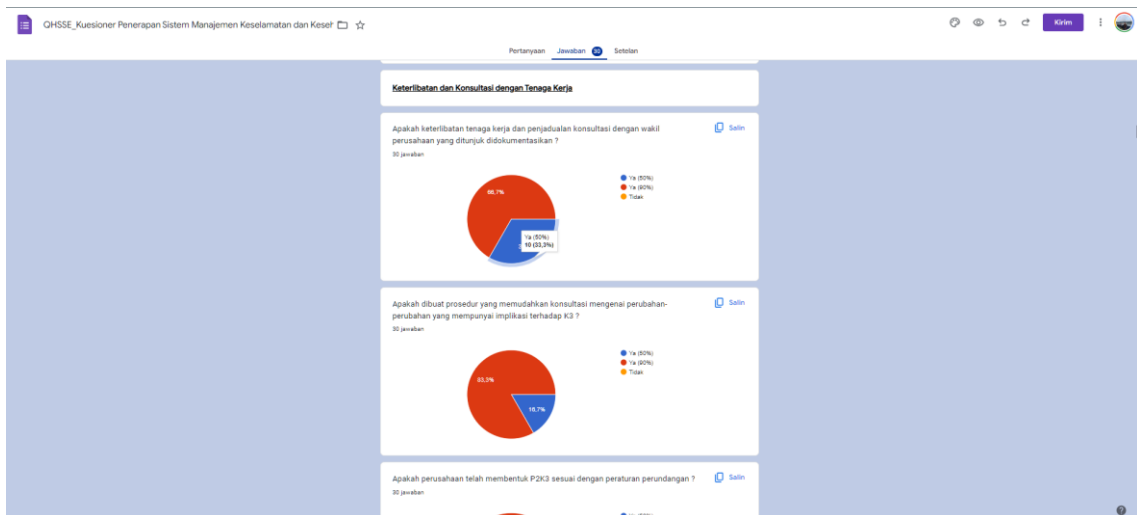 QHSSE_Kuesioner Penerapan Sistem Manajemen Keselamatan dan Keseh
Kirim
Pertanyaan Jawaban 30 Setelan
Keterlibatan dan Konsultasi dengan Tenaga Kerja
Apakah keterlibatan tenaga kerja dan penjadualan konsultasi dengan wakil
perusahaan yang ditunjuk didokumentasikan ?
Salin
30 jawaban
66,7%
Ya (50%)
Ya (90%)
Tidak
Ya (50%)
10 (33,3%)
Apakah dibuat prosedur yang memudahkan konsultasi mengenai perubahan-
perubahan yang mempunyai implikasi terhadap K3 ?
Salin
30 jawaban
83,3%
16,7%
Ya (50%)
Ya (90%)
Tidak
Apakah perusahaan telah membentuk P2K3 sesuai dengan peraturan perundangan ?
Salin
30 jawaban